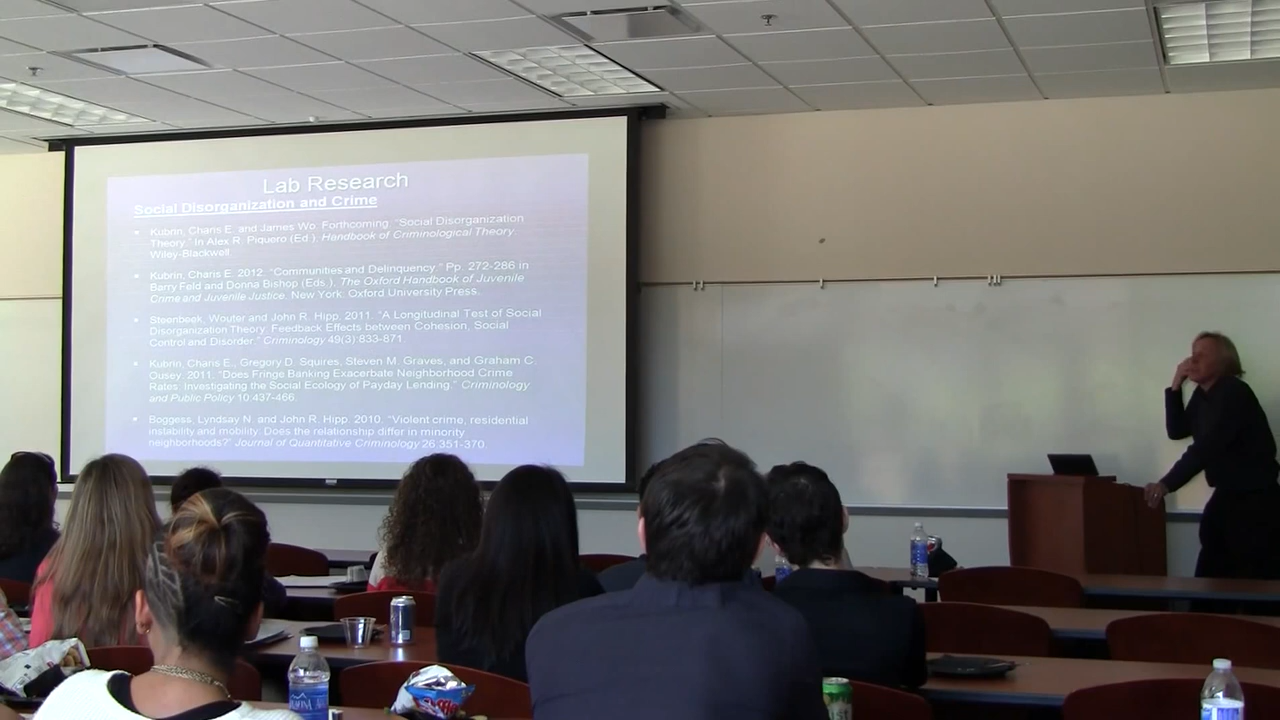 Lab Research
Social Disorganization and Crime
• Kubrin, Charis E. and James Wo. Forthcoming. "Social Disorganization
Theory." In Alex R. Piquero (Ed.), Handbook of Criminological Theory.
Wiley-Blackwell.
• Kubrin, Charis E. 2012. "Communities and Delinquency." Pp. 272-286 in
Barry Feld and Donna Bishop (Eds.), The Oxford Handbook of Juvenile
Crime and Juvenile Justice. New York: Oxford University Press.
• Steenbeek, Wouter and John R. Hipp. 2011. "A Longitudinal Test of Social
Disorganization Theory: Feedback Effects between Cohesion, Social
Control and Disorder." Criminology 49(3):833-871.
• Kubrin, Charis E., Gregory D. Squires, Steven M. Graves, and Graham C.
Ousey. 2011. "Does Fringe Banking Exacerbate Neighborhood Crime
Rates: Investigating the Social Ecology of Payday Lending." Criminology
and Public Policy 10:437-466.
• Boggess, Lyndsay N. and John R. Hipp. 2010. "Violent crime, residential
instability and mobility: Does the relationship differ in minority
neighborhoods?" Journal of Quantitative Criminology 26:351-370.